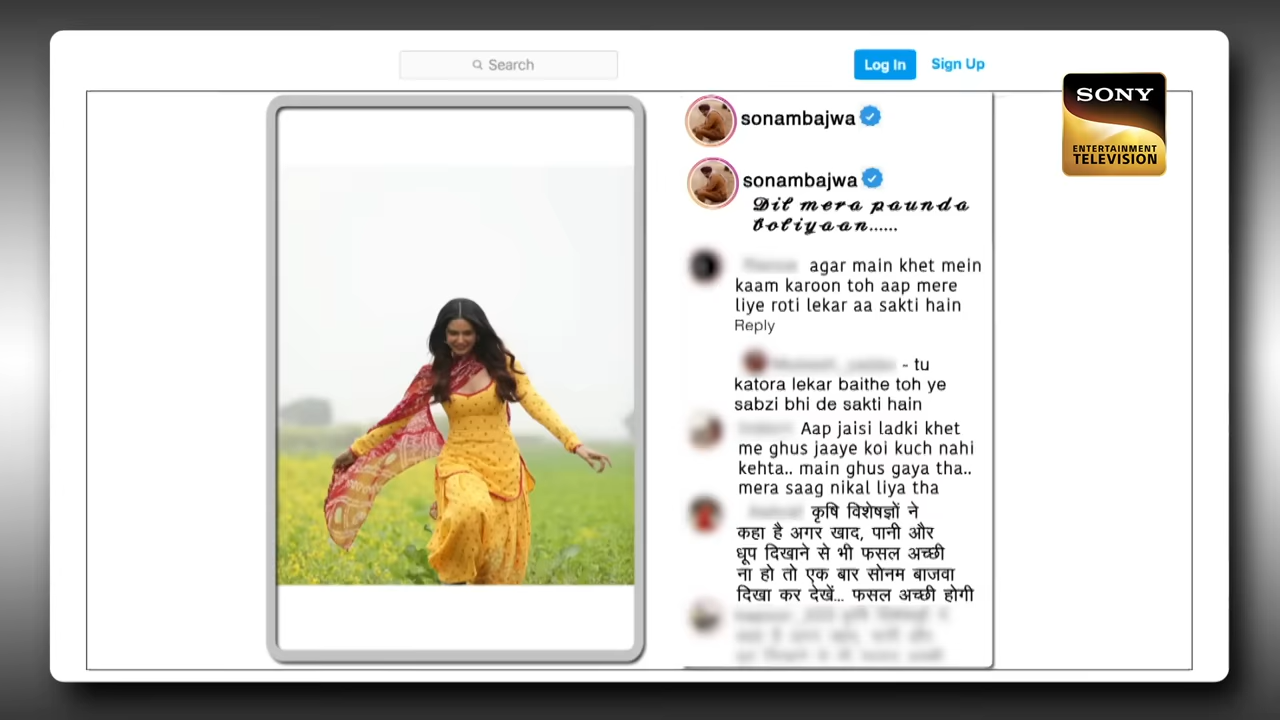 Search
Log In
Sign Up
SONY
ENTERTAINMENT
TELEVISION
sonambajwa
sonambajwa
Dil mera paunda
boliyaan......
agar main khet mein
kaam karoon toh aap mere
liye roti lekar aa sakti hain
Reply
- tu
katora lekar baithe toh ye
sabzi bhi de sakti hain
Aap jaisi ladki khet
me ghus jaaye koi kuch nahi
kehta.. main ghus gaya tha..
mera saag nikal liya tha
कृषि विशेषज्ञों ने
कहा है अगर खाद, पानी और
धूप दिखाने से भी फसल अच्छी
ना हो तो एक बार सोनम बाजवा
दिखा कर देखें... फसल अच्छी होगी